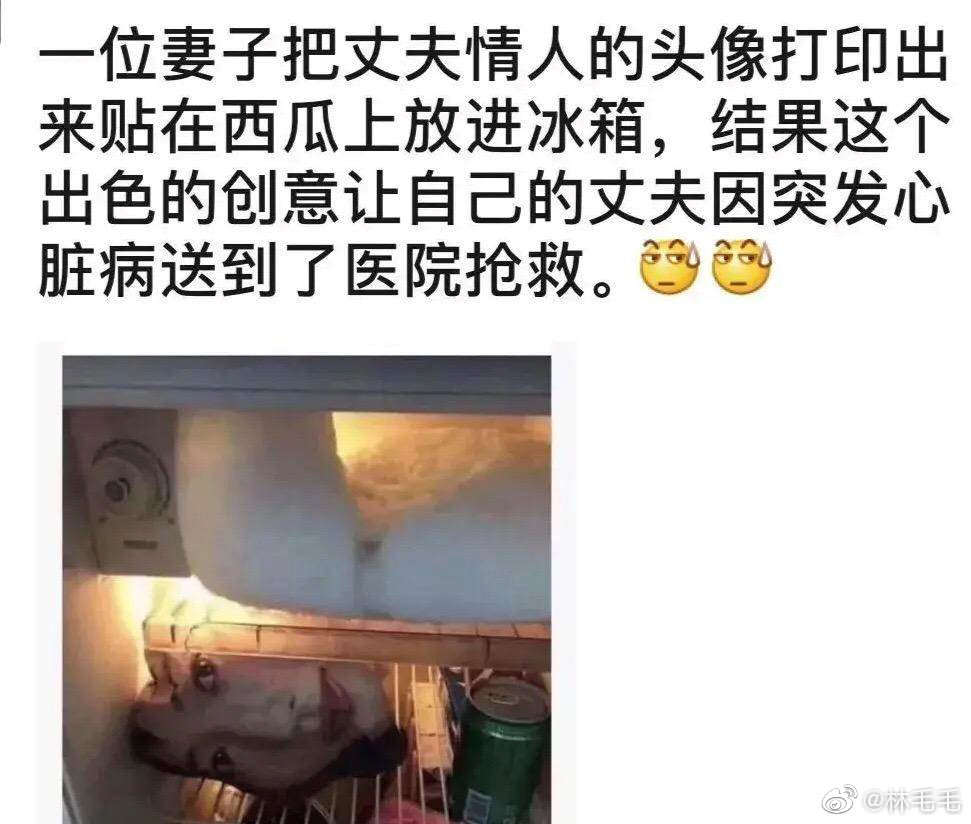 一位妻子把丈夫情人的头像打印出
来贴在西瓜上放进冰箱，结果这个
出色的创意让自己的丈夫因突发心
脏病送到了医院抢救。
@林毛毛